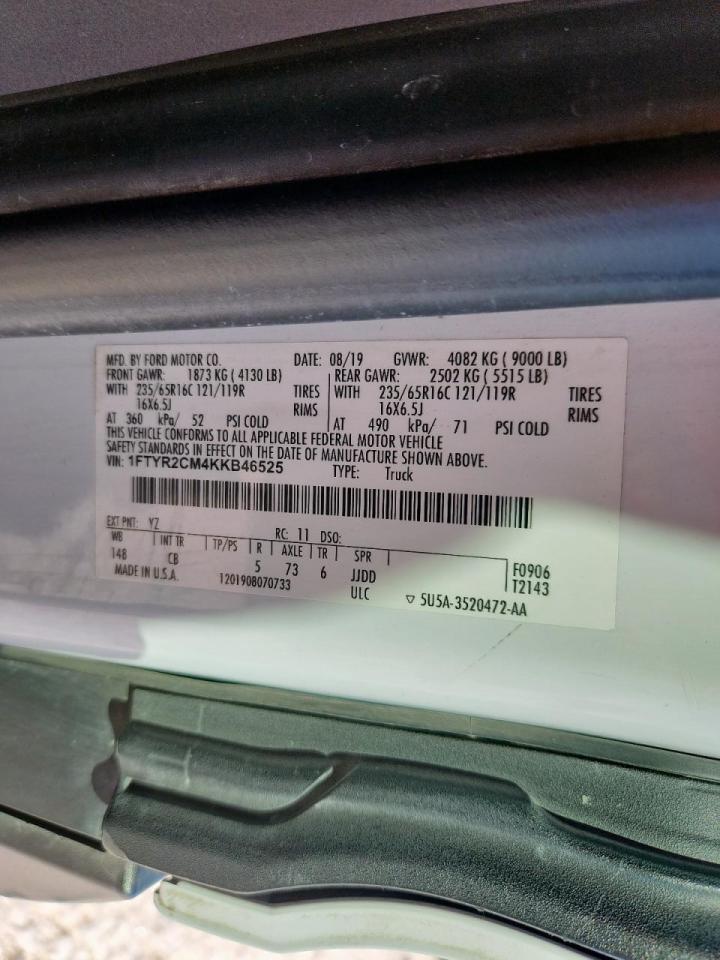 MFD. BY FORD MOTOR CO. DATE: 08/19 GVWR: 4082 KG ( 9000 LB)
FRONT GAWR: 1873 KG ( 4130 LB) REAR GAWR: 2502 KG ( 5515 LB)
WITH 235/65R16C 121/119R TIRES WITH 235/65R16C 121/119R TIRES
16X6.5J RIMS 16X6.5J RIMS
AT 360 kPa/ 52 PSI COLD AT 490 kPa/ 71 PSI COLD
THIS VEHICLE CONFORMS TO ALL APPLICABLE FEDERAL MOTOR VEHICLE
SAFETY STANDARDS IN EFFECT ON THE DATE OF MANUFACTURE SHOWN ABOVE.
VIN: 1FTYR2CM4KKB46525 TYPE: Truck
EXT PNT: YZ RC: 11 DSO:
WB INT TR TP/PS R AXLE TR SPR
148 CB 5 73 6 JJDD F0906
MADE IN U.S.A. 1201908070733 ULC T2143
▽ 5U5A-3520472-AA